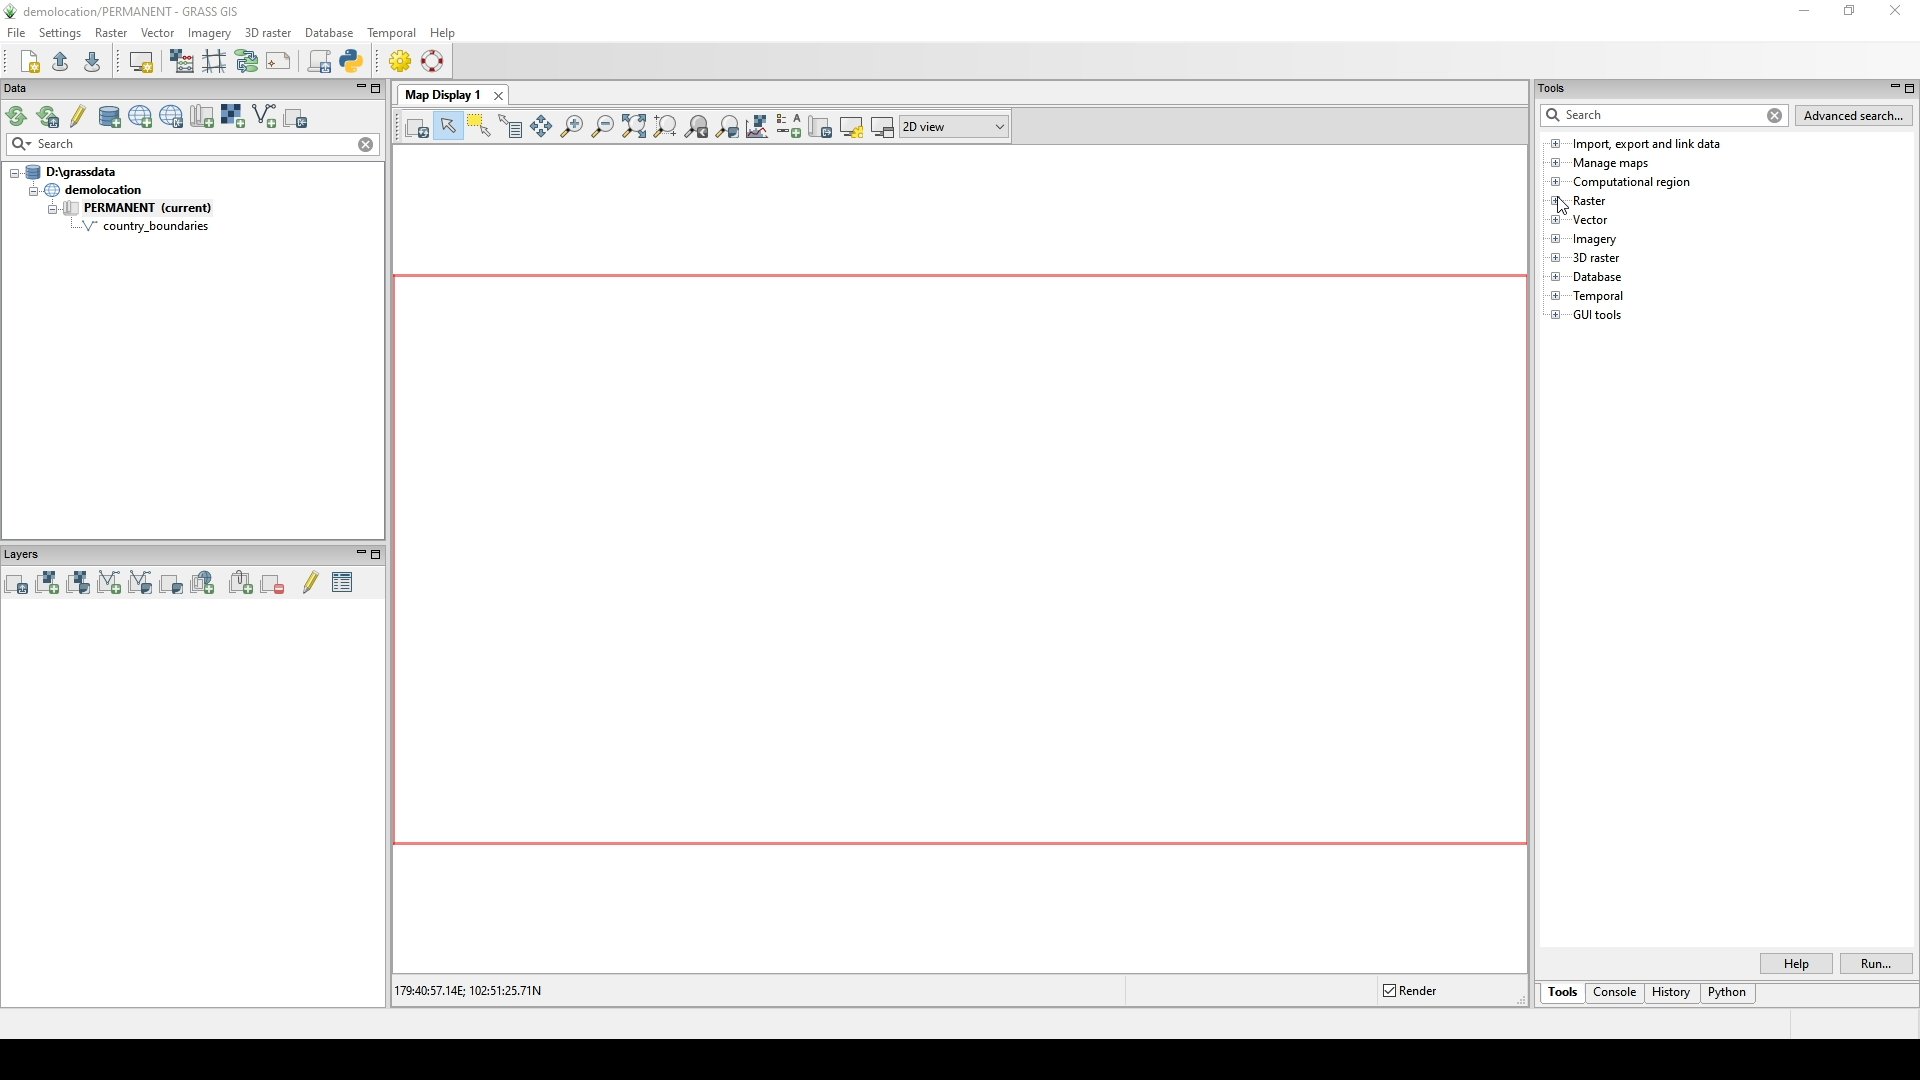 demolocation/PERMANENT - GRASS GIS
File Settings Raster Vector Imagery 3D raster Database Temporal Help
Data
Search
D:\grassdata
demolocation
PERMANENT (current)
country_boundaries
Layers
Map Display 1
2D view
179:40:57.14E; 102:51:25.71N
Render
Tools
Search
Advanced search...
Import, export and link data
Manage maps
Computational region
Raster
Vector
Imagery
3D raster
Database
Temporal
GUI tools
Help
Run...
Tools Console History Python